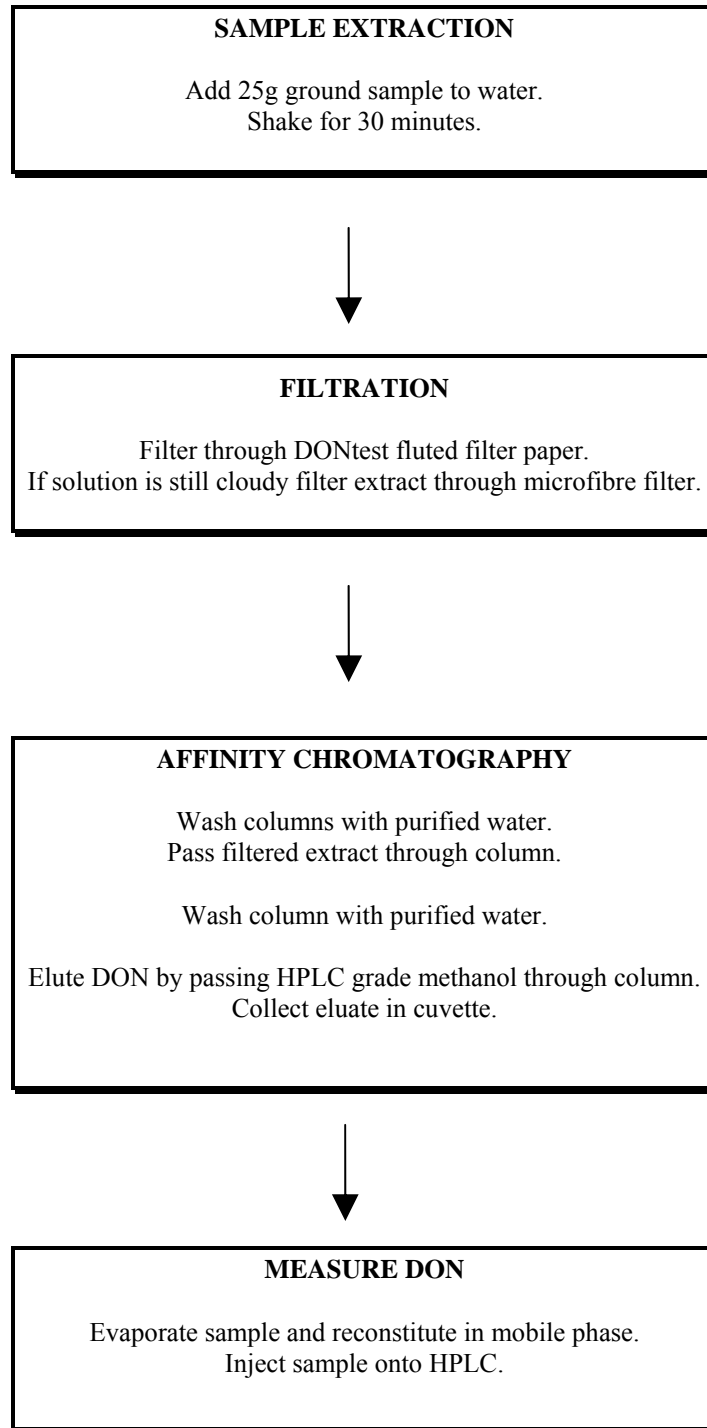 SAMPLE EXTRACTION
Add 25g ground sample to water.
Shake for 30 minutes.
FILTRATION
Filter through DONtest fluted filter paper.
If solution is still cloudy filter extract through microfibre filter.
AFFINITY CHROMATOGRAPHY
Wash columns with purified water.
Pass filtered extract through column.
Wash column with purified water.
Elute DON by passing HPLC grade methanol through column.
Collect eluate in cuvette.
MEASURE DON
Evaporate sample and reconstitute in mobile phase.
Inject sample onto HPLC.